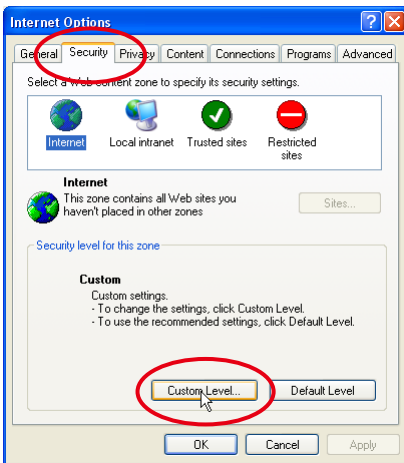 Internet Options
General Security Privacy Content Connections Programs Advanced
Select a Web content zone to specify its security settings.
Internet Local intranet Trusted sites Restricted
sites
Internet
This zone contains all Web sites you
haven't placed in other zones
Sites...
Security level for this zone
Custom
Custom settings.
- To change the settings, click Custom Level.
- To use the recommended settings, click Default Level.
Custom Level... Default Level
OK Cancel Apply